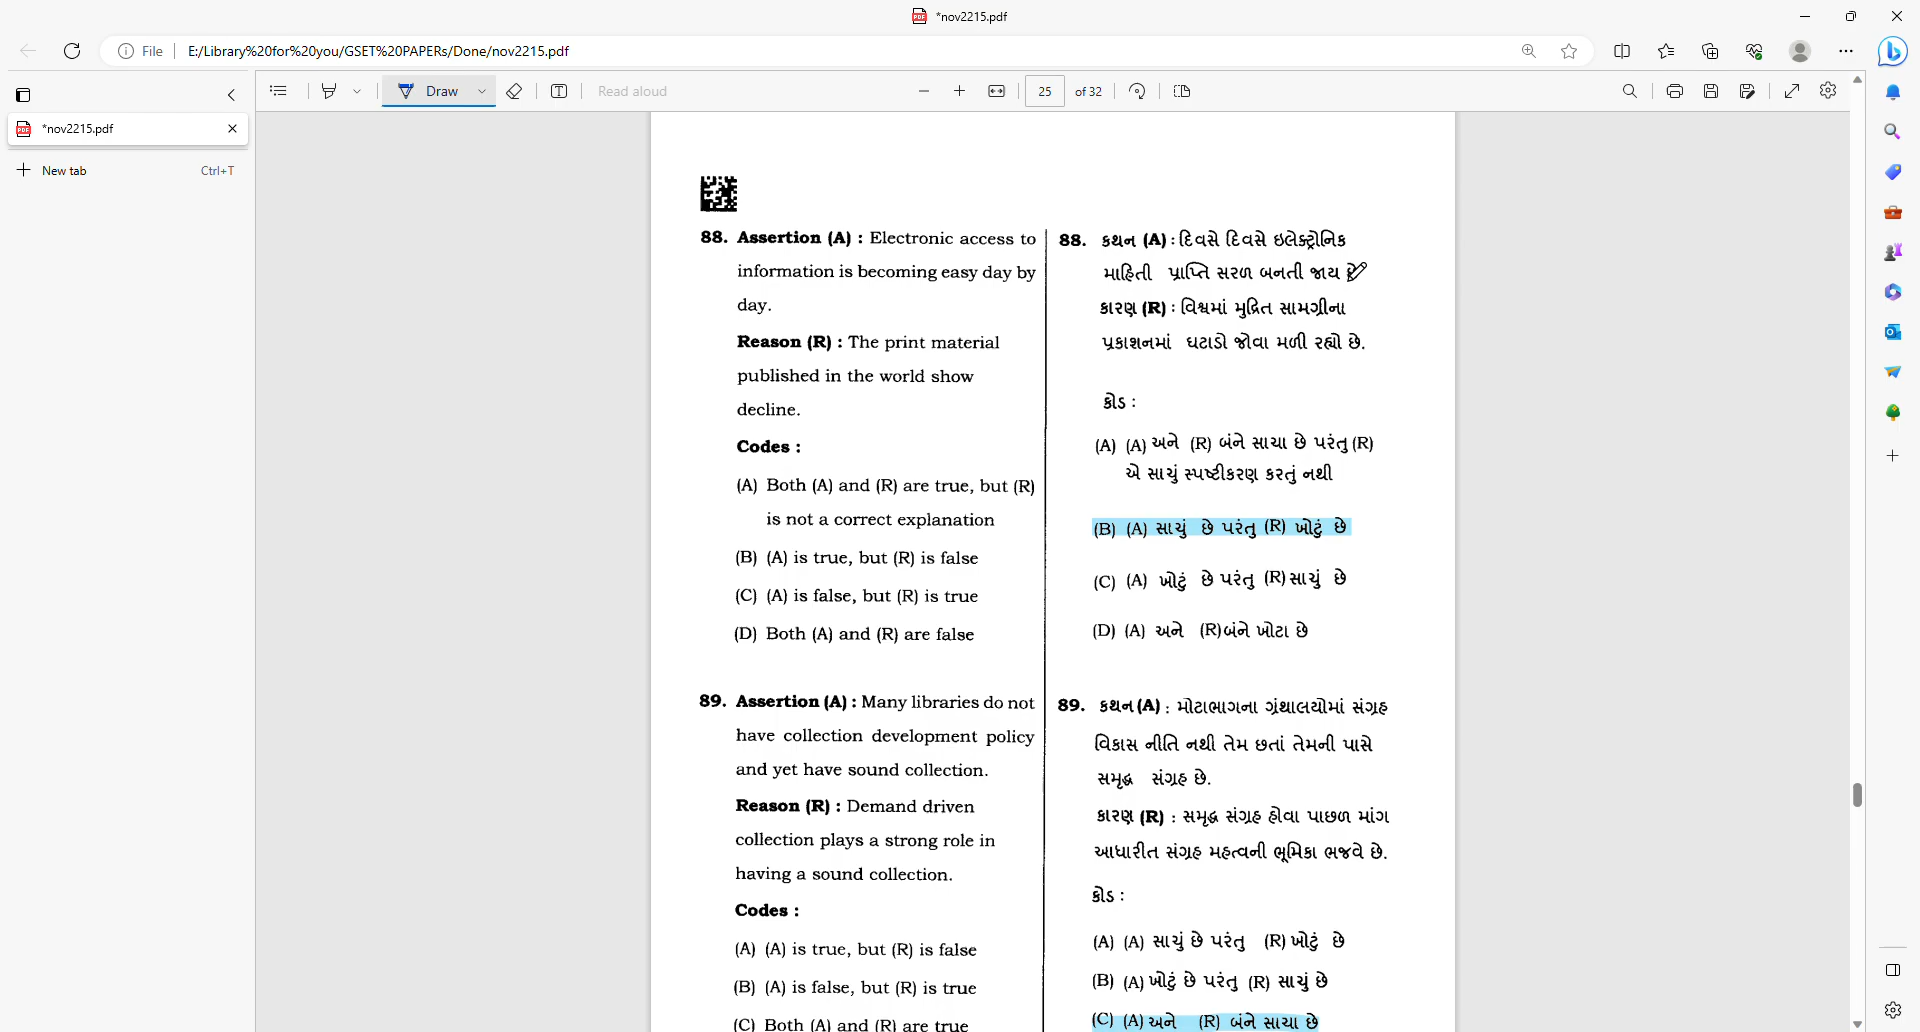 *nov2215.pdf
File
E:/Library%20for%20you/GSET%20PAPERs/Done/nov2215.pdf
*nov2215.pdf
New tab Ctrl+T
Draw
Read aloud
25 of 32
88. Assertion (A) : Electronic access to
information is becoming easy day by
day.
Reason (R) : The print material
published in the world show
decline.
Codes :
(A) Both (A) and (R) are true, but (R)
is not a correct explanation
(B) (A) is true, but (R) is false
(C) (A) is false, but (R) is true
(D) Both (A) and (R) are false
89. Assertion (A) : Many libraries do not
have collection development policy
and yet have sound collection.
Reason (R) : Demand driven
collection plays a strong role in
having a sound collection.
Codes :
(A) (A) is true, but (R) is false
(B) (A) is false, but (R) is true
(C) Both (A) and (R) are true
88. કથન (A) : દિવસે દિવસે ઇલેક્ટ્રોનિક
માહિતી પ્રાપ્તિ સરળ બનતી જાય
કારણ (R) : વિશ્વમાં મુદ્રિત સામગ્રીના
પ્રકાશનમાં ઘટાડો જોવા મળી રહ્યો છે.
કોડ :
(A) (A) અને (R) બંને સાચા છે પરંતુ (R)
એ સાચું સ્પષ્ટીકરણ કરતું નથી
(B) (A) સાચું છે પરંતુ (R) ખોટું છે
(C) (A) ખોટું છે પરંતુ (R) સાચું છે
(D) (A) અને (R) બંને ખોટા છે
89. કથન (A) : મોટાભાગના ગ્રંથાલયોમાં સંગ્રહ
વિકાસ નીતિ નથી તેમ છતાં તેમની પાસે
સમૃદ્ધ સંગ્રહ છે.
કારણ (R) : સમૃદ્ધ સંગ્રહ હોવા પાછળ માંગ
આધારીત સંગ્રહ મહત્વની ભૂમિકા ભજવે છે.
કોડ :
(A) (A) સાચું છે પરંતુ (R) ખોટું છે
(B) (A) ખોટું છે પરંતુ (R) સાચું છે
(C) (A) અને (R) બંને સાચા છે